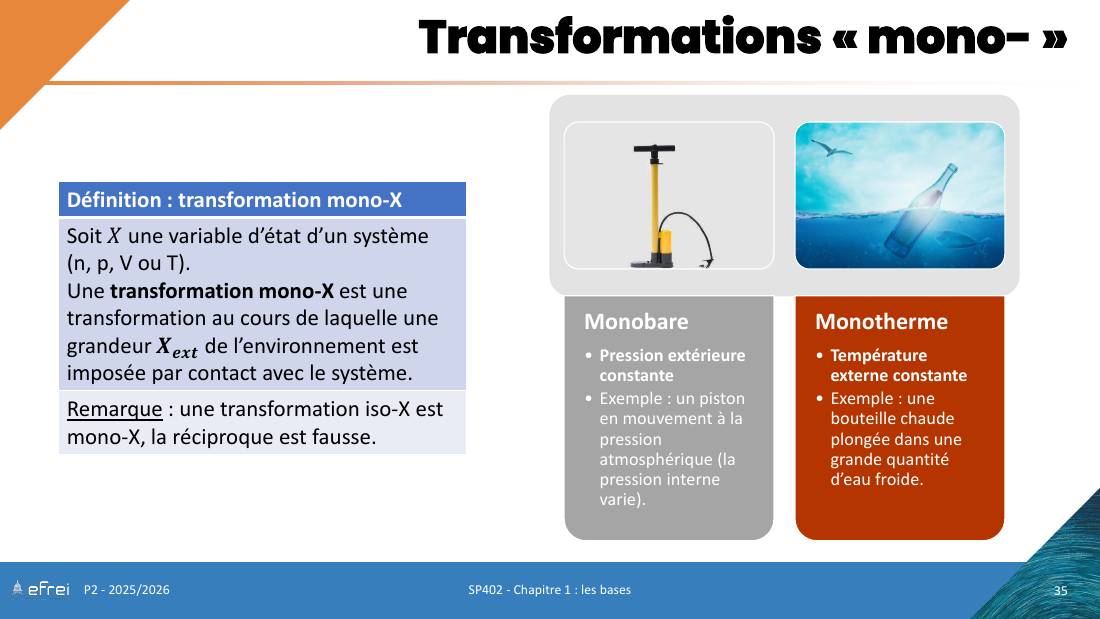 Transformations « mono- »
Définition : transformation mono-X
Soit X une variable d’état d’un système
(n, p, V ou T).
Une transformation mono-X est une
transformation au cours de laquelle une
grandeur X_ext de l’environnement est
imposée par contact avec le système.
Remarque : une transformation iso-X est
mono-X, la réciproque est fausse.
Monobare
• Pression extérieure
constante
• Exemple : un piston
en mouvement à la
pression
atmosphérique (la
pression interne
varie).
Monotherme
• Température
externe constante
• Exemple : une
bouteille chaude
plongée dans une
grande quantité
d’eau froide.
efrei
P2 - 2025/2026
SP402 - Chapitre 1 : les bases
35